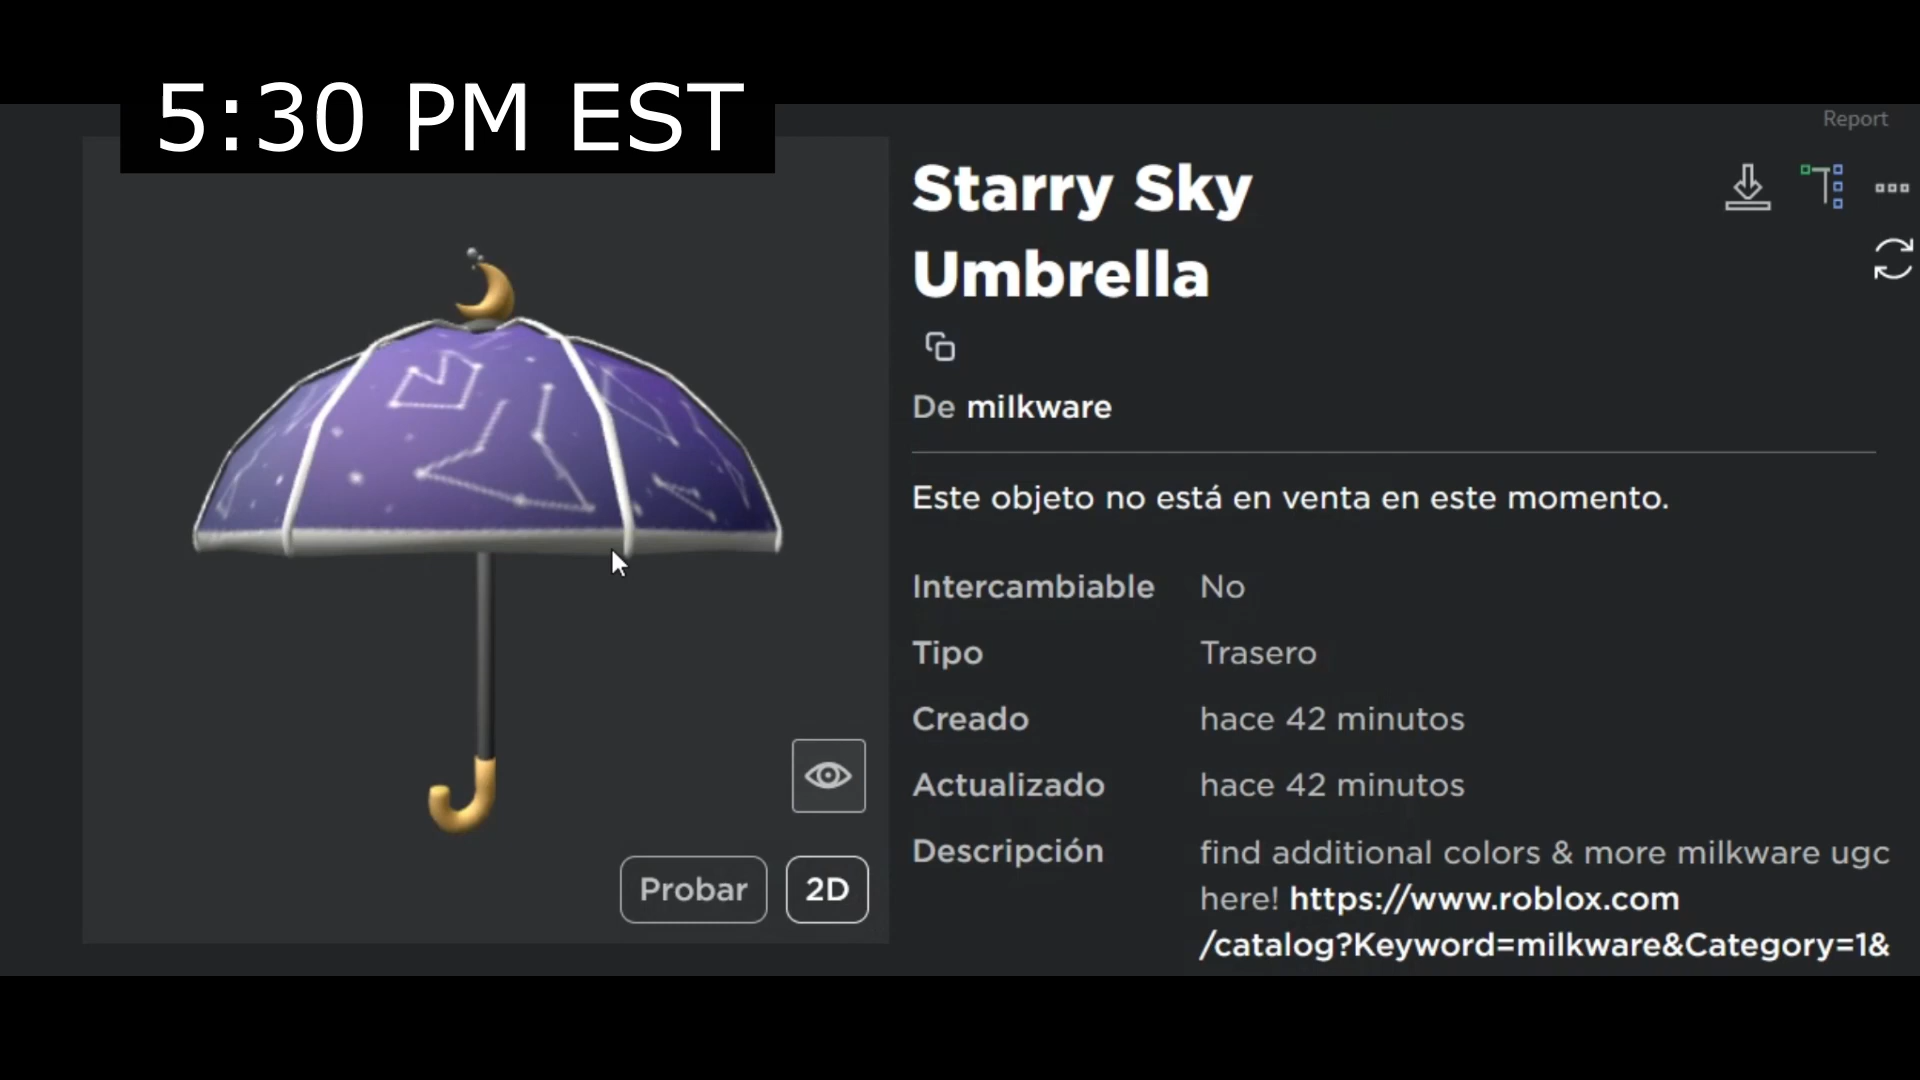 5:30 PM EST
Report
Starry Sky
Umbrella
De milkware
Este objeto no está en venta en este momento.
Intercambiable No
Tipo Trasero
Creado hace 42 minutos
Actualizado hace 42 minutos
Descripción find additional colors & more milkware ugc
here! https://www.roblox.com
/catalog?Keyword=milkware&Category=1&
Probar 2D